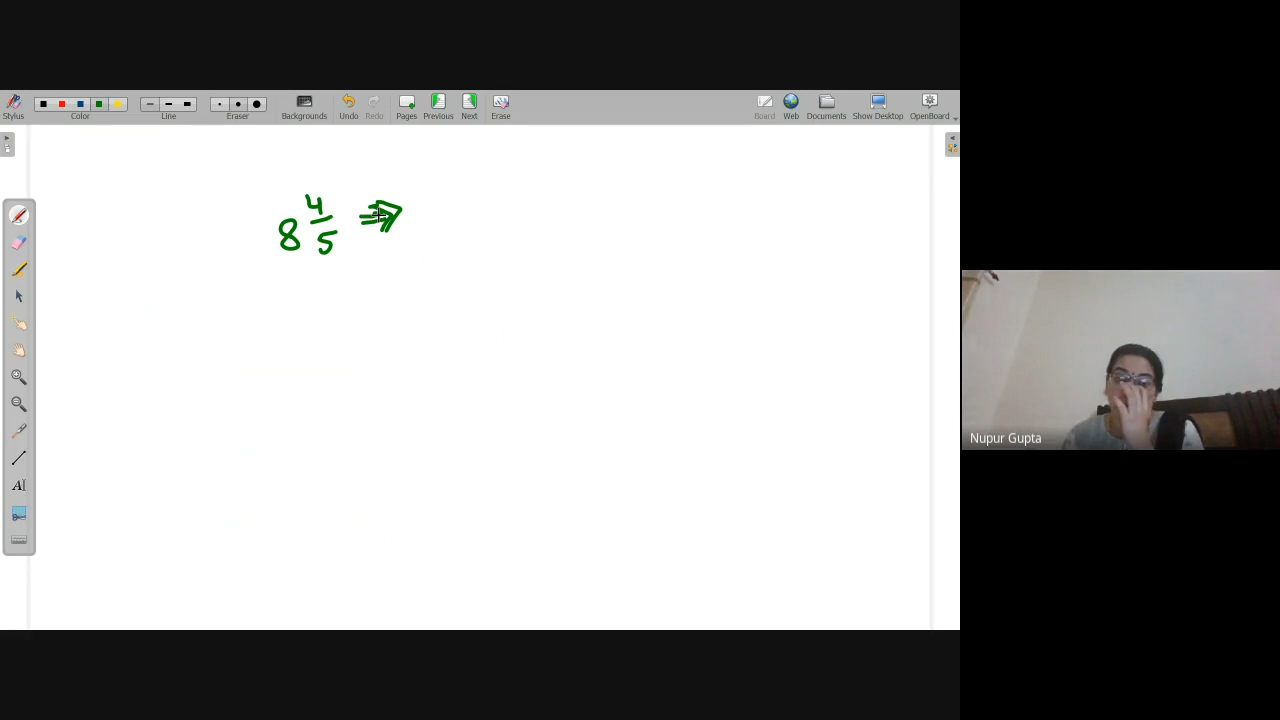 Stylus Color Line Eraser Backgrounds Undo Redo Pages Previous Next Erase Board Web Documents Show Desktop OpenBoard
8 4/5 ⇒
A
Nupur Gupta